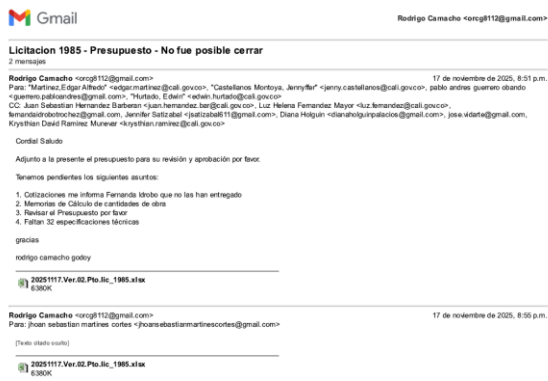 Gmail
Rodrigo Camacho <orcg8112@gmail.com>
Licitacion 1985 - Presupuesto - No fue posible cerrar
2 mensajes
Rodrigo Camacho <orcg8112@gmail.com> 17 de noviembre de 2025, 8:51 p.m.
Para: "Martinez,Edgar Alfredo" <edgar.martinez@cali.gov.co>, "Castellanos Montoya, Jennyffer" <jenny.castellanos@cali.gov.co>, pablo andres guerrero obando
<guerrero.pabloandres@gmail.com>, "Hurtado, Edwin" <edwin.hurtado@cali.gov.co>
CC: Juan Sebastian Hernandez Barberan <juan.hernandez.bar@cali.gov.co>, Luz Helena Fernandez Mayor <luz.fernandez@cali.gov.co>,
fernandaidrobotrochez@gmail.com, Jennifer Satizabal <jsatizabal611@gmail.com>, Diana Holguin <dianaholguinpalacios@gmail.com>, jose.vidarte@gmail.com,
Krysthian David Ramirez Munevar <krysthian.ramirez@cali.gov.co>
Cordial Saludo
Adjunto a la presente el presupuesto para su revisión y aprobación por favor.
Tenemos pendientes los siguientes asuntos:
1. Cotizaciones me informa Fernanda Idrobo que no las han entregado
2. Memorias de Cálculo de cantidades de obra
3. Revisar el Presupuesto por favor
4. Faltan 32 especificaciones técnicas
gracias
rodrigo camacho godoy
20251117.Ver.02.Pto.lic_1985.xlsx
6380K
Rodrigo Camacho <orcg8112@gmail.com> 17 de noviembre de 2025, 8:55 p.m.
Para: jhoan sebastian martines cortes <jhoansebastianmartinescortes@gmail.com>
[Texto citado oculto]
20251117.Ver.02.Pto.lic_1985.xlsx
6380K